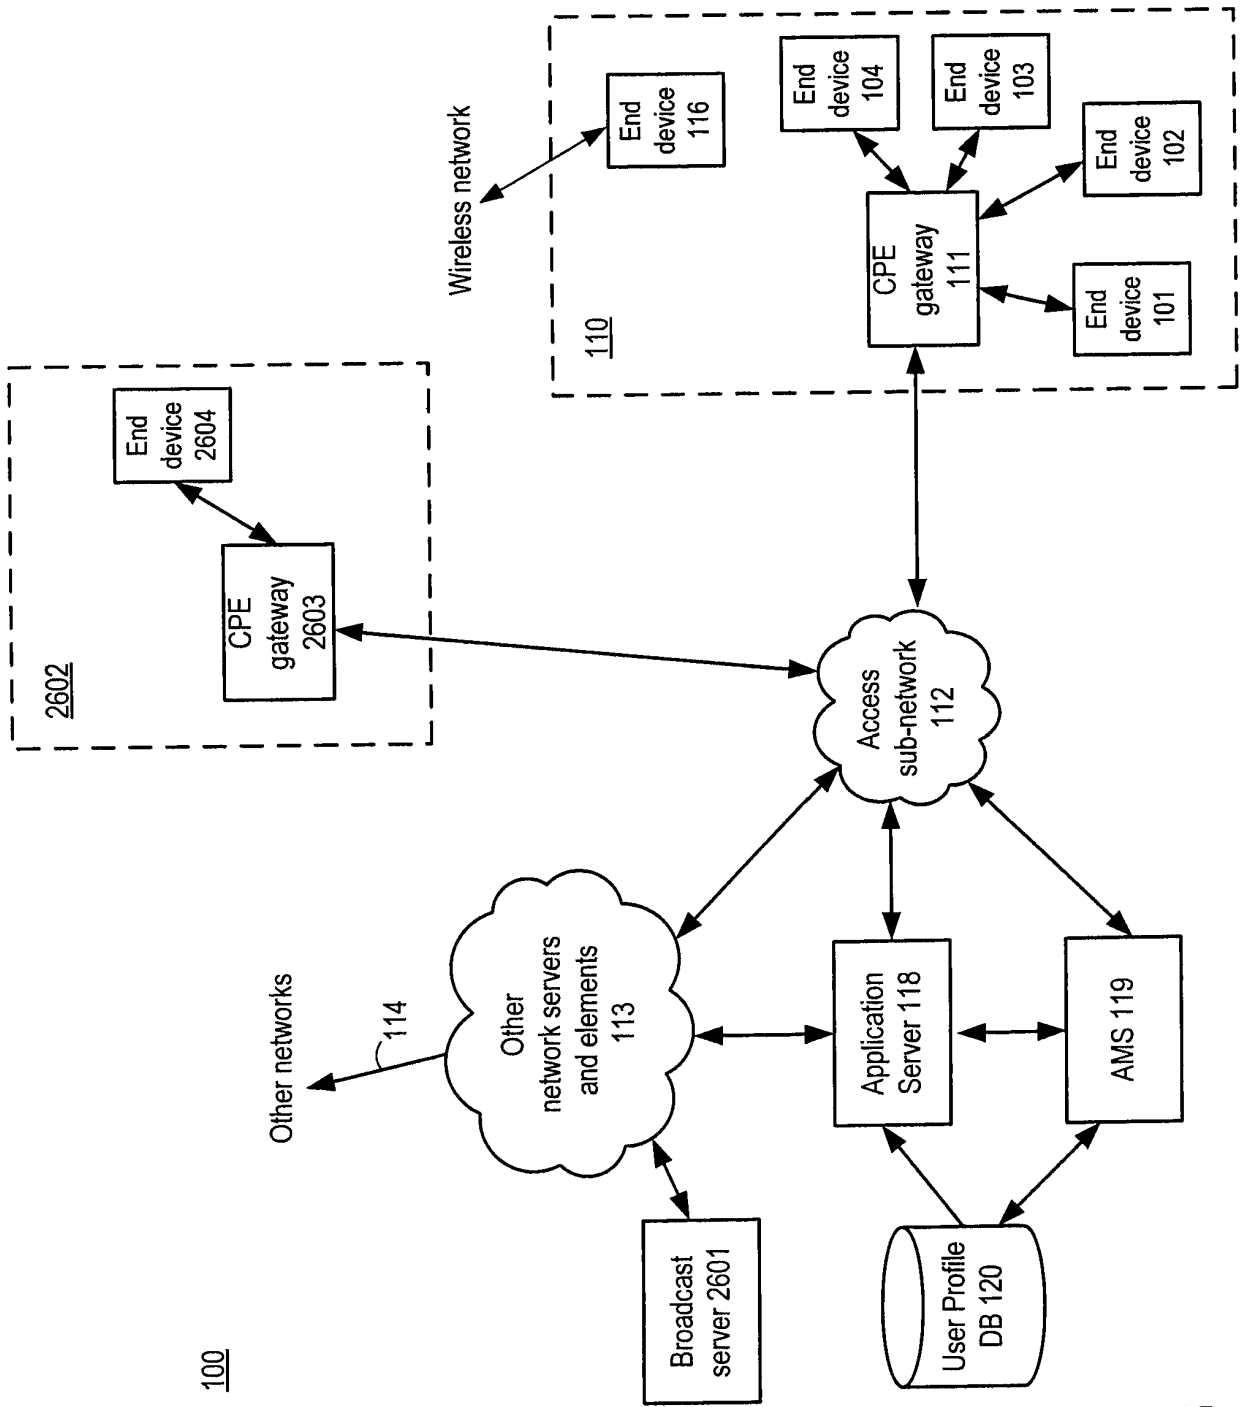 100
Other networks
114
Other
network servers
and elements
113
Broadcast
server 2601
User Profile
DB 120
Application
Server 118
AMS 119
Access
sub-network
112
2602
CPE
gateway
2603
End
device
2604
Wireless network
110
End
device
116
CPE
gateway
111
End
device
104
End
device
103
End
device
102
End
device
101